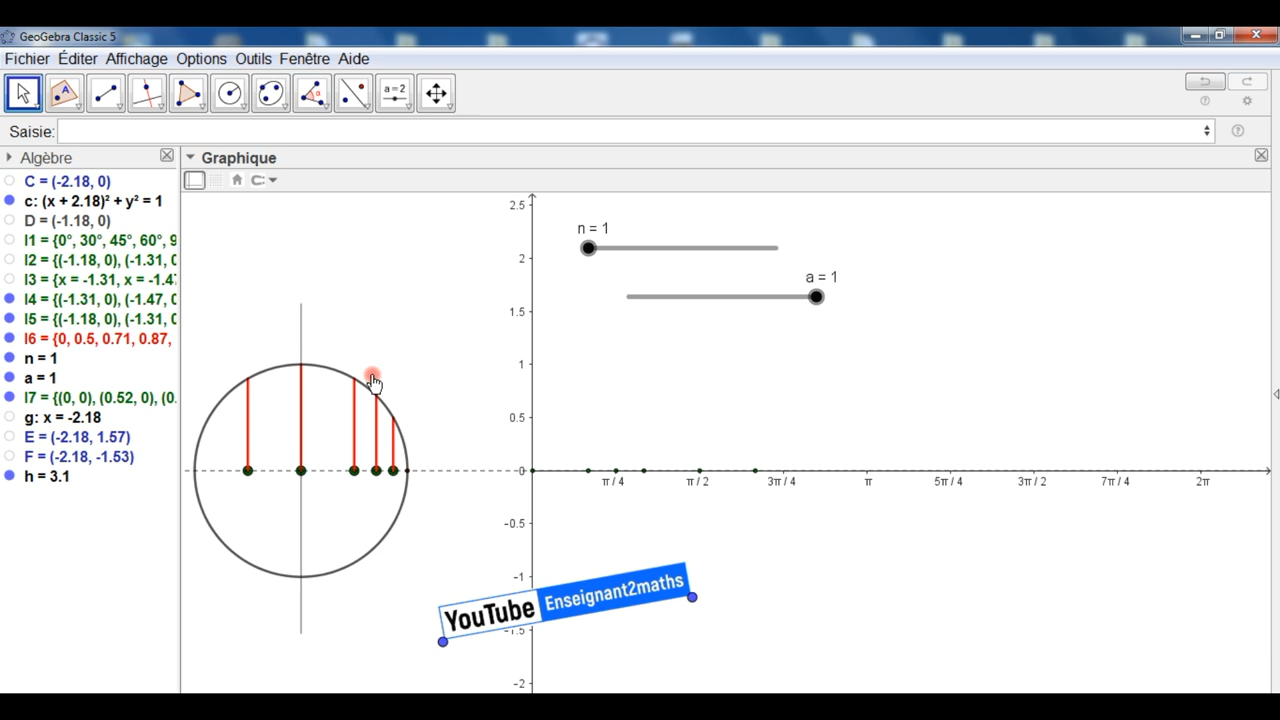 GeoGebra Classic 5
Fichier Éditer Affichage Options Outils Fenêtre Aide
A
a=2
Saisie:
Algèbre
Graphique
C = (-2.18, 0)
c: (x + 2.18)² + y² = 1
D = (-1.18, 0)
l1 = {0°, 30°, 45°, 60°, 9
l2 = {(-1.18, 0), (-1.31, 0
l3 = {x = -1.31, x = -1.4
l4 = {(-1.31, 0), (-1.47, 0
l5 = {(-1.18, 0), (-1.31, 0
l6 = {0, 0.5, 0.71, 0.87,
n = 1
a = 1
l7 = {(0, 0), (0.52, 0), (0.
g: x = -2.18
E = (-2.18, 1.57)
F = (-2.18, -1.53)
h = 3.1
2.5
n = 1
2
a = 1
1.5
1
0.5
0
π / 4 π / 2 3π / 4 π 5π / 4 3π / 2 7π / 4 2π
-0.5
-1
YouTube Enseignant2maths
-1.5
-2